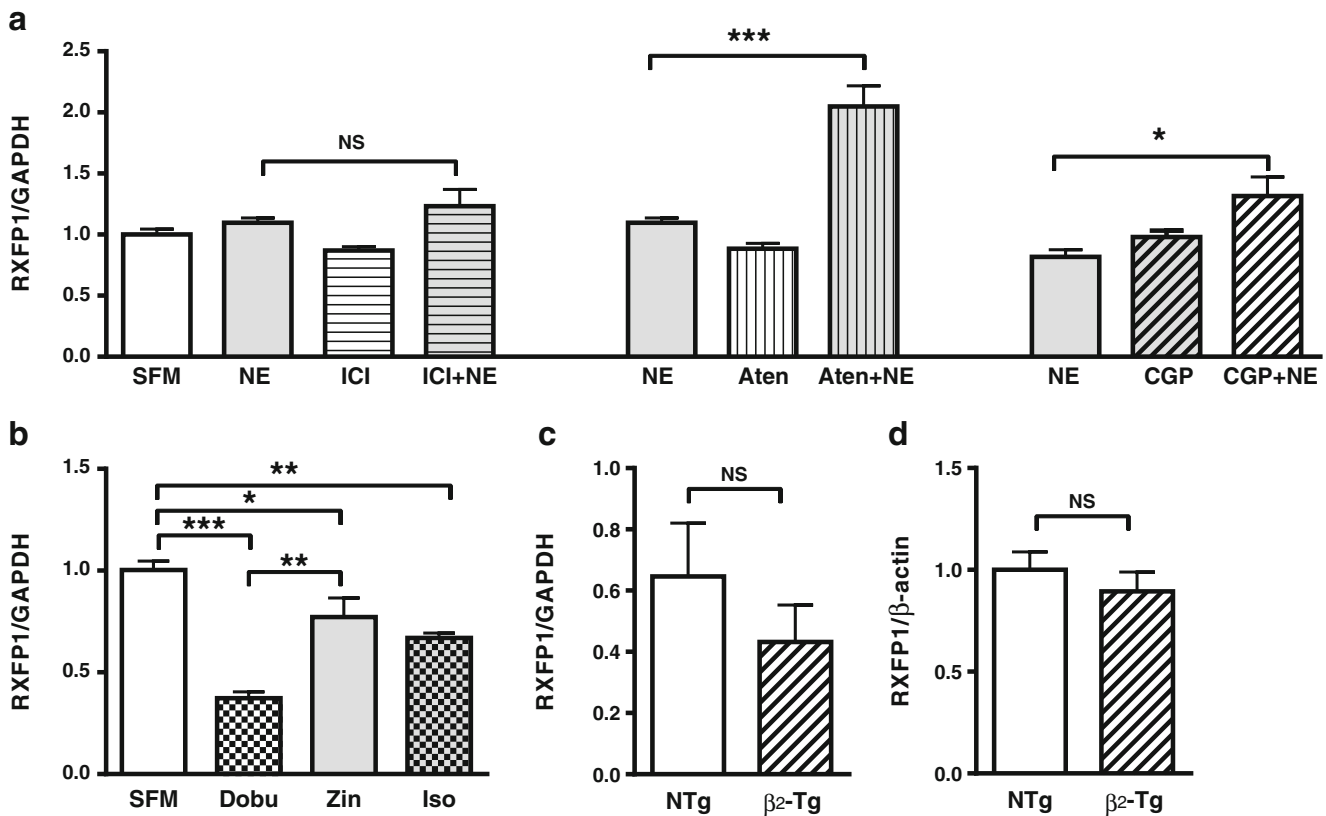 a
RXFP1/GAPDH
2.5
2.0
1.5
1.0
0.5
0.0
NS
***
*
SFM NE ICI ICI+NE NE Aten Aten+NE NE CGP CGP+NE
b
RXFP1/GAPDH
1.5
1.0
0.5
0.0
**
*
***
**
SFM Dobu Zin Iso
c
RXFP1/GAPDH
1.0
0.8
0.6
0.4
0.2
0.0
NS
NTg β2-Tg
d
RXFP1/β-actin
1.5
1.0
0.5
0.0
NS
NTg β2-Tg